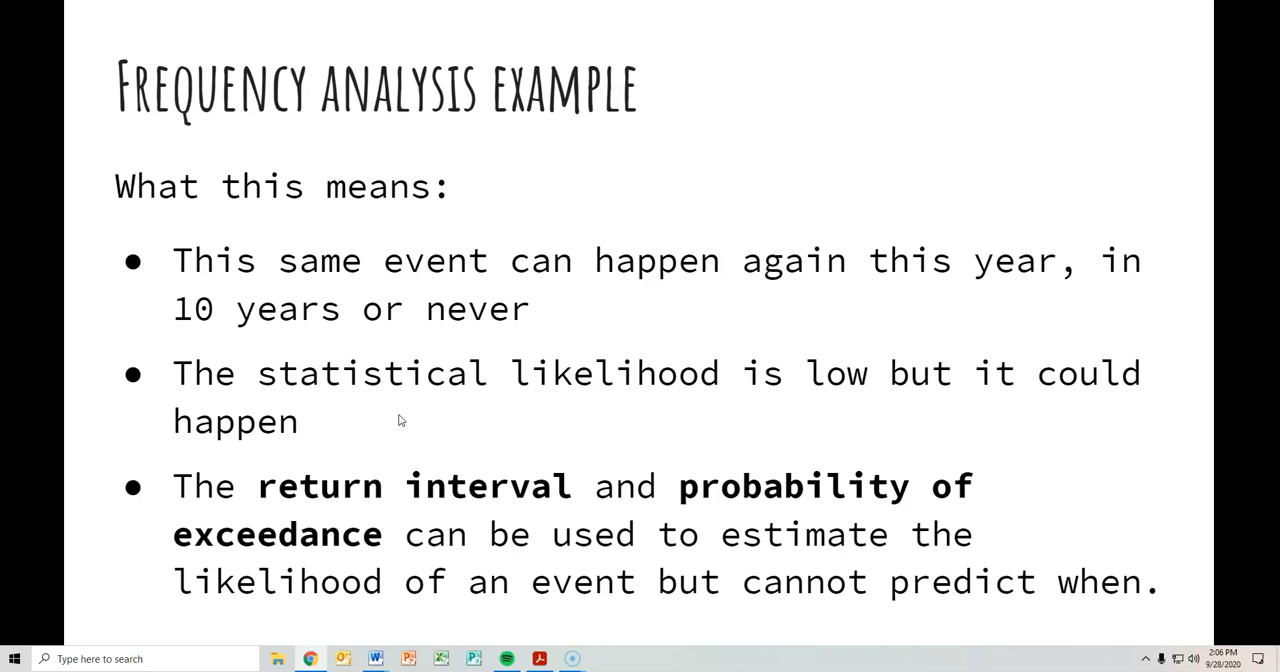 Frequency analysis example
What this means:
● This same event can happen again this year, in
10 years or never
● The statistical likelihood is low but it could
happen
● The return interval and probability of
exceedance can be used to estimate the
likelihood of an event but cannot predict when.
Type here to search
2:06 PM
9/28/2020